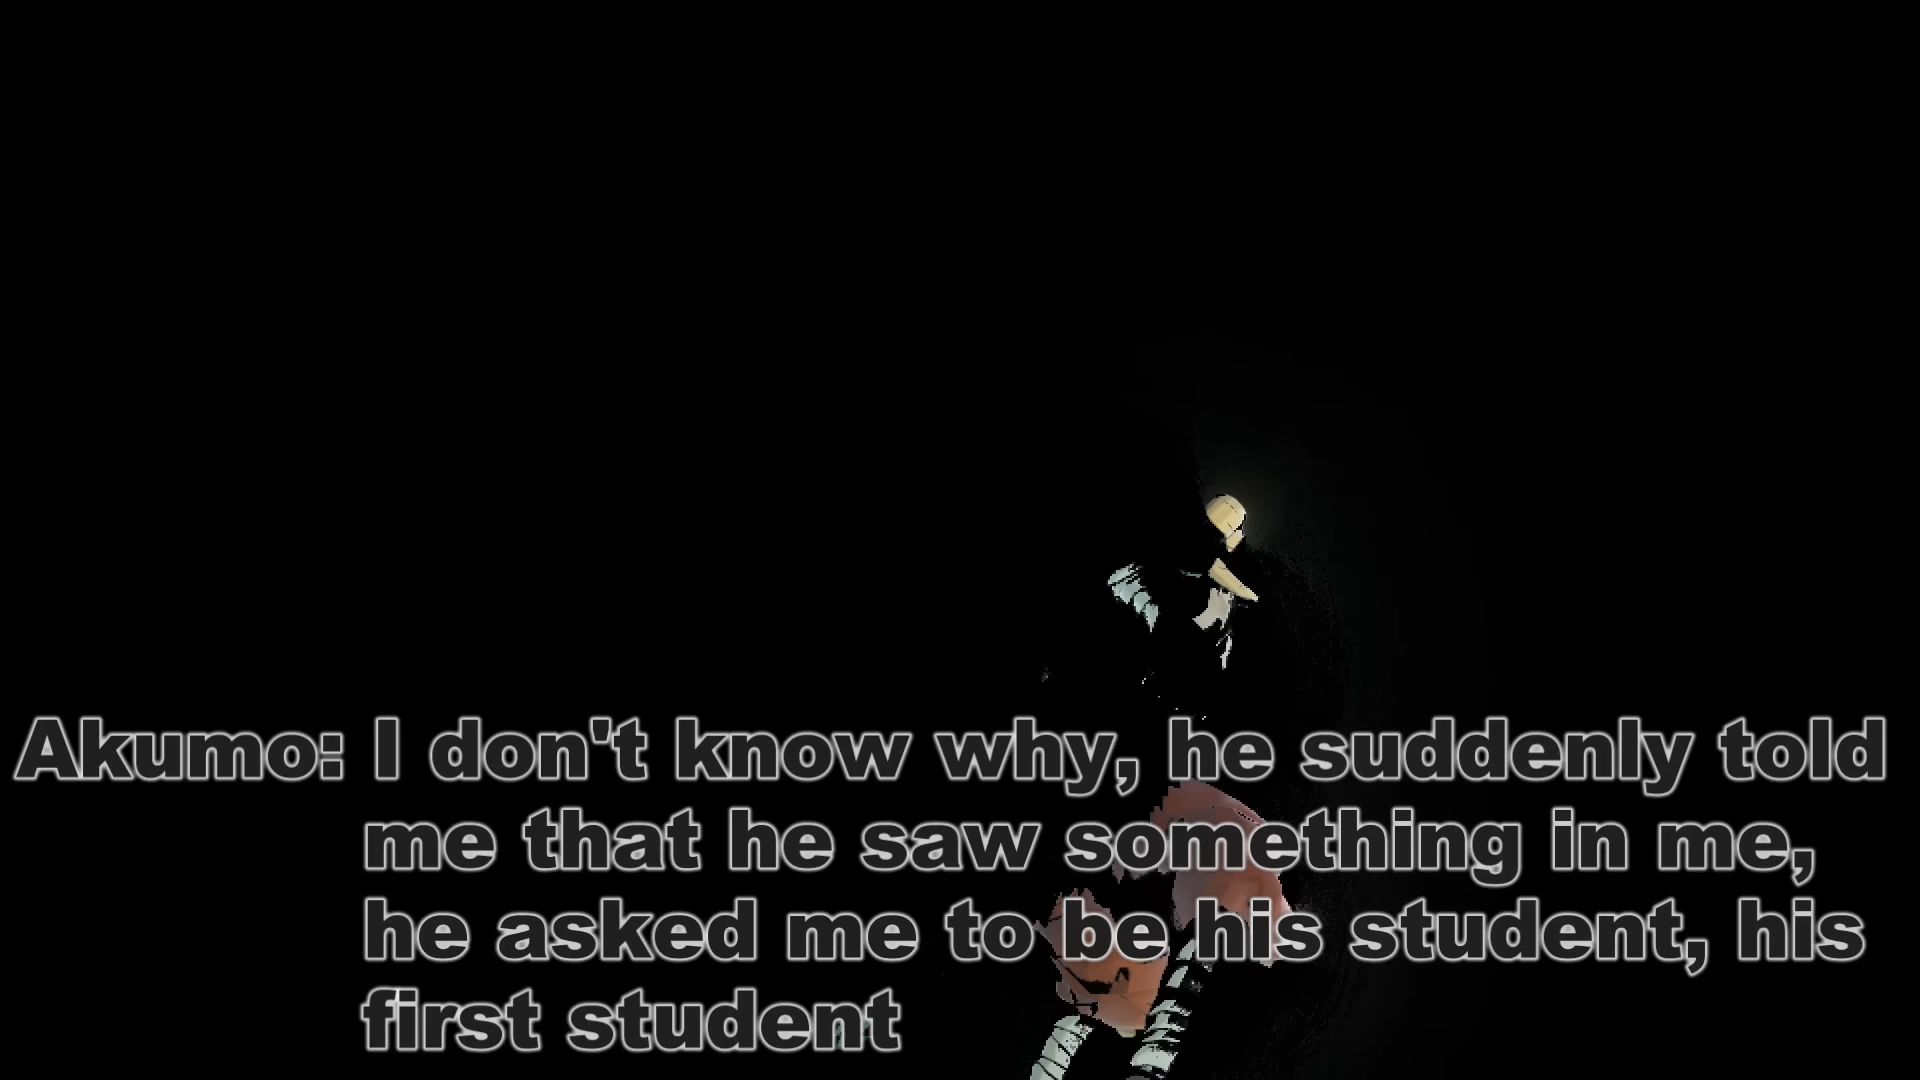 Akumo: I don't know why, he suddenly told
me that he saw something in me,
he asked me to be his student, his
first student